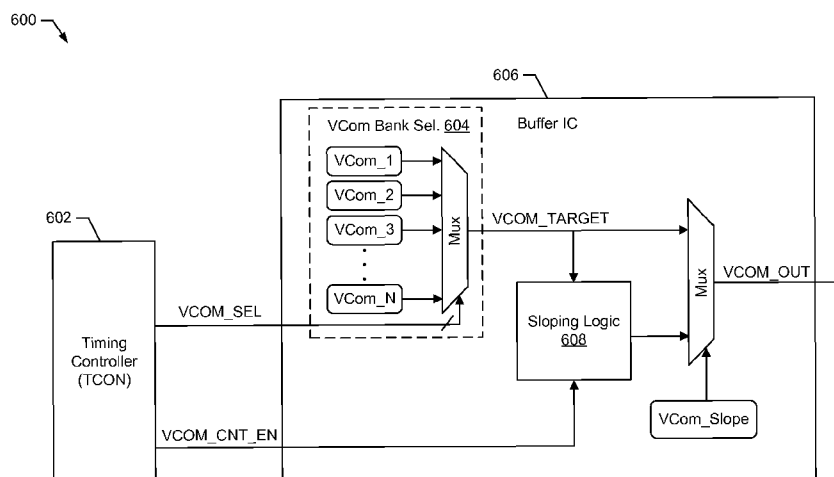 600
606
VCom Bank Sel. 604
Buffer IC
VCom_1
VCom_2
VCom_3
VCom_N
Mux
VCOM_TARGET
Mux
VCOM_OUT
602
VCOM_SEL
Timing
Controller
(TCON)
Sloping Logic
608
VCom_Slope
VCOM_CNT_EN